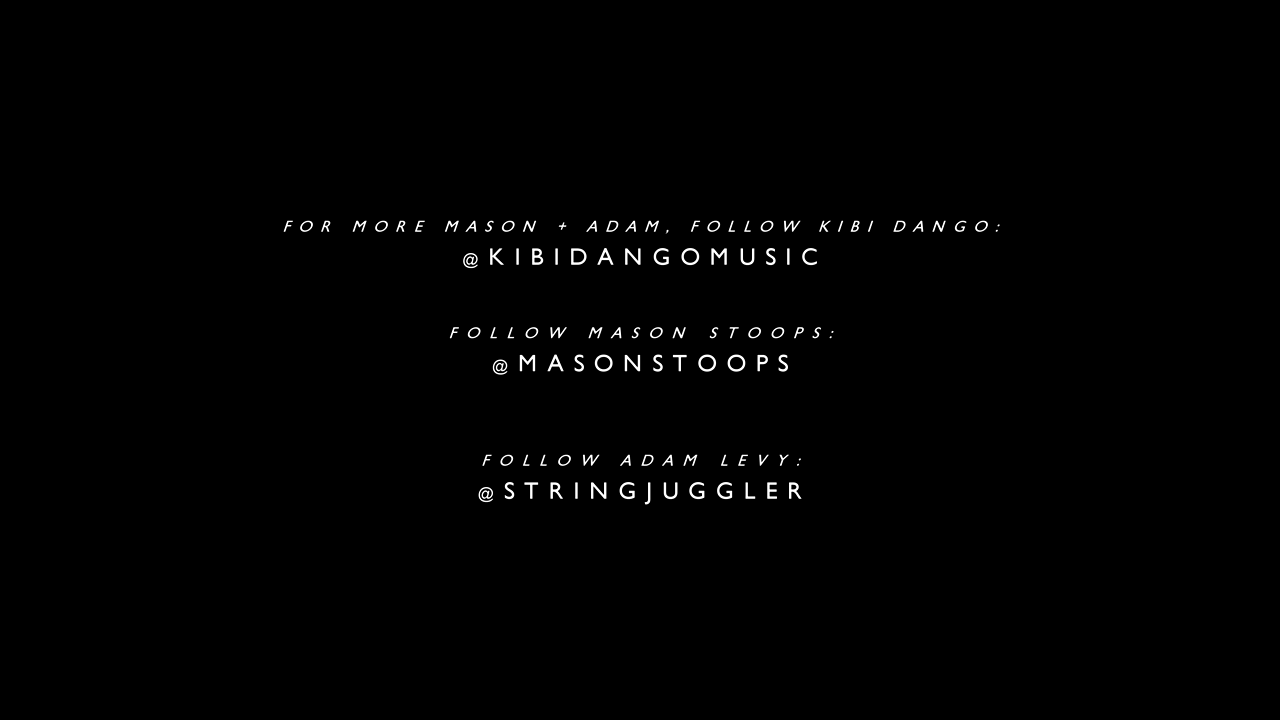 FOR MORE MASON + ADAM, FOLLOW KIBI DANGO:
@KIBIDANGOMUSIC
FOLLOW MASON STOOPS:
@MASONSTOOPS
FOLLOW ADAM LEVY:
@STRINGJUGGLER